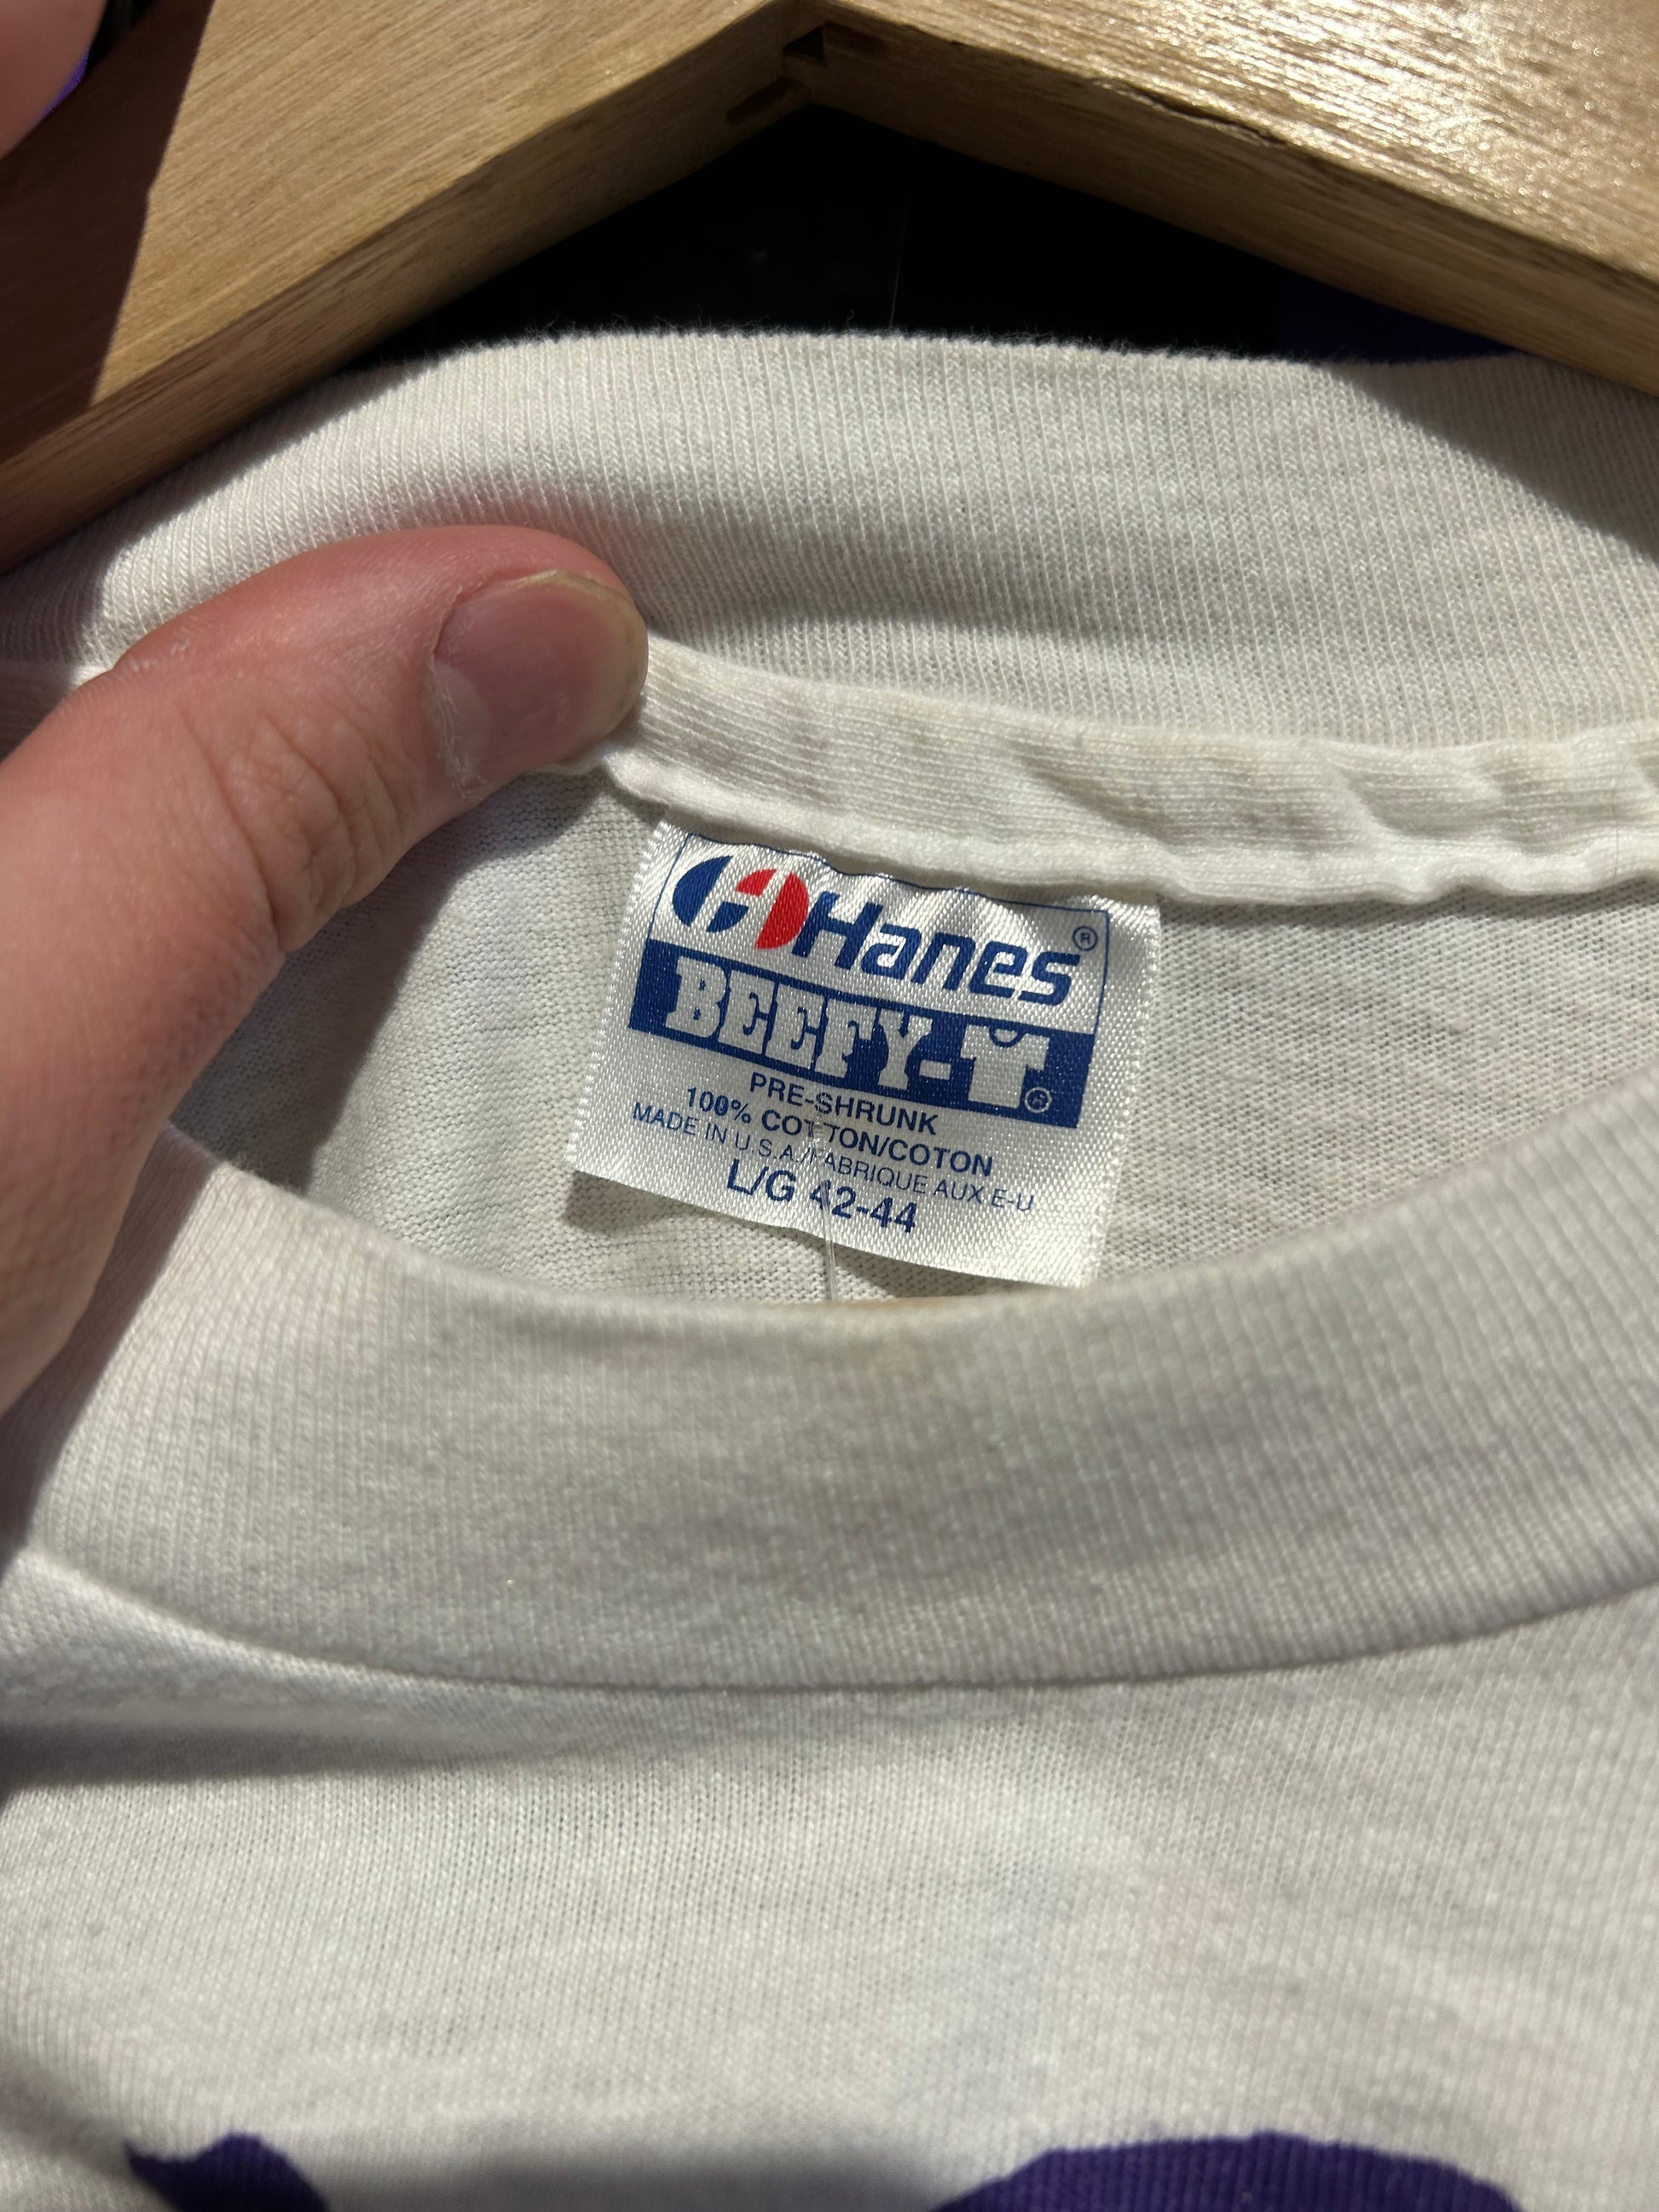 Hanes®
BEEFY-T®
PRE-SHRUNK
100% COTTON/COTON
MADE IN U.S.A./FABRIQUE AUX E-U
L/G 42-44